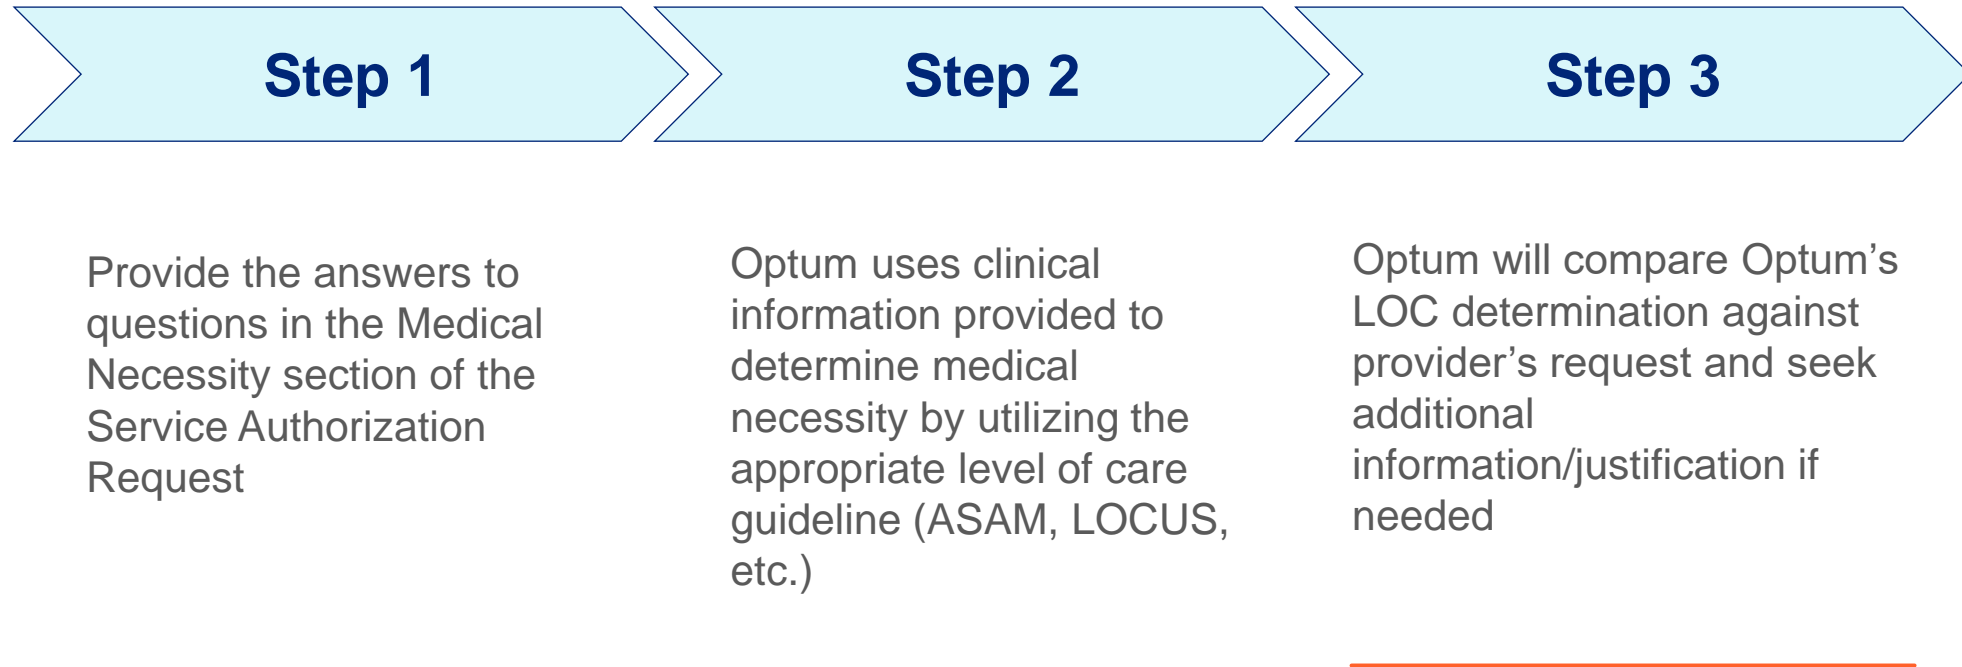 Step 1
Provide the answers to
questions in the Medical
Necessity section of the
Service Authorization
Request
Step 2
Optum uses clinical
information provided to
determine medical
necessity by utilizing the
appropriate level of care
guideline (ASAM, LOCUS,
etc.)
Step 3
Optum will compare Optum’s
LOC determination against
provider’s request and seek
additional
information/justification if
needed